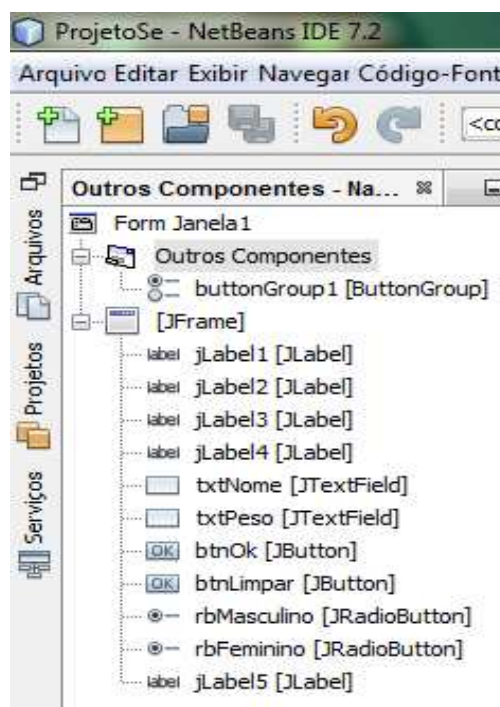 ProjetoSe - NetBeans IDE 7.2
Arquivo Editar Exibir Navegar Código-Font
<co
Outros Componentes - Na...
Arquivos
Projetos
Serviços
Form Janela1
Outros Componentes
buttonGroup1 [ButtonGroup]
[JFrame]
label jLabel1 [JLabel]
label jLabel2 [JLabel]
label jLabel3 [JLabel]
label jLabel4 [JLabel]
txtNome [JTextField]
txtPeso [JTextField]
OK btnOk [JButton]
OK btnLimpar [JButton]
rbMasculino [JRadioButton]
rbFeminino [JRadioButton]
label jLabel5 [JLabel]